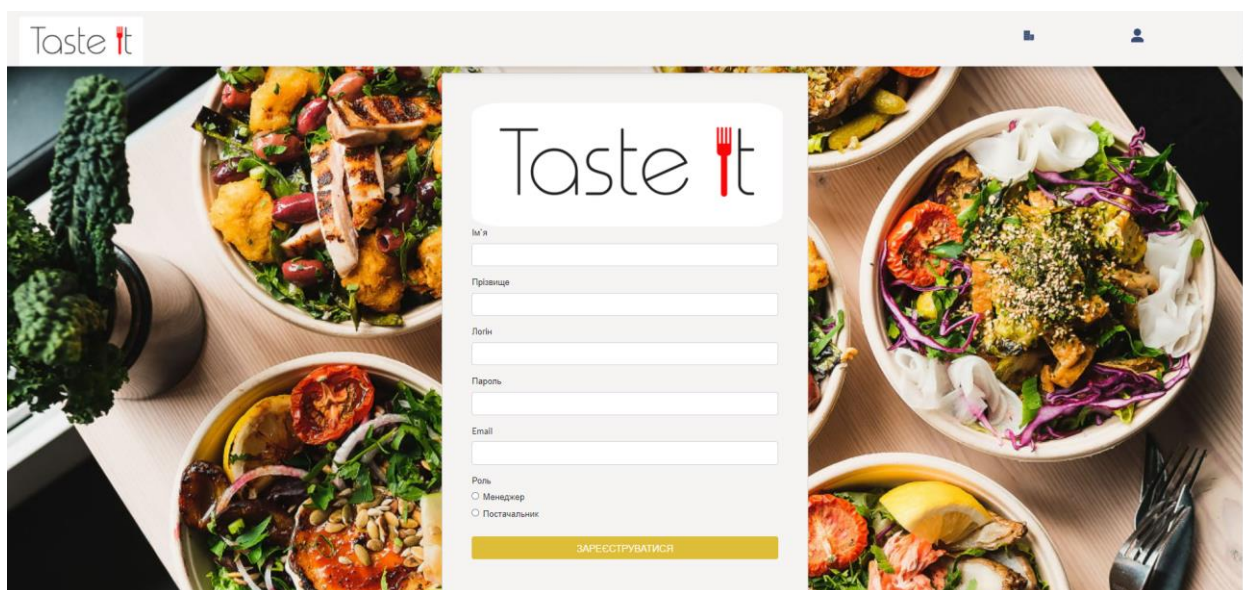 Taste it
Taste it
Ім'я
Прізвище
Логін
Пароль
Email
Роль
Менеджер
Постачальник
ЗАРЕЄСТРУВАТИСЯ